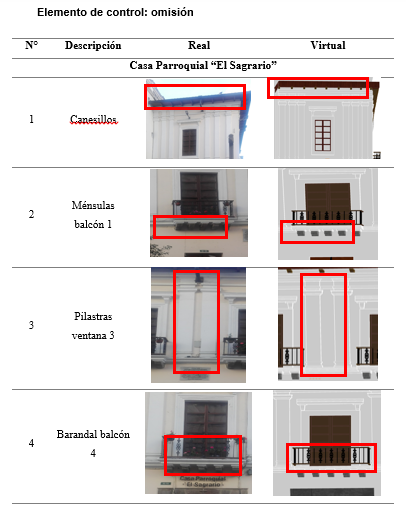 Elemento de control: omisión
N° Descripción Real Virtual
Casa Parroquial “El Sagrario”
1 Canesillos
2 Ménsulas
balcón 1
3 Pilastras
ventana 3
4 Barandal balcón
4
Casa Parroquial
El Sagrario